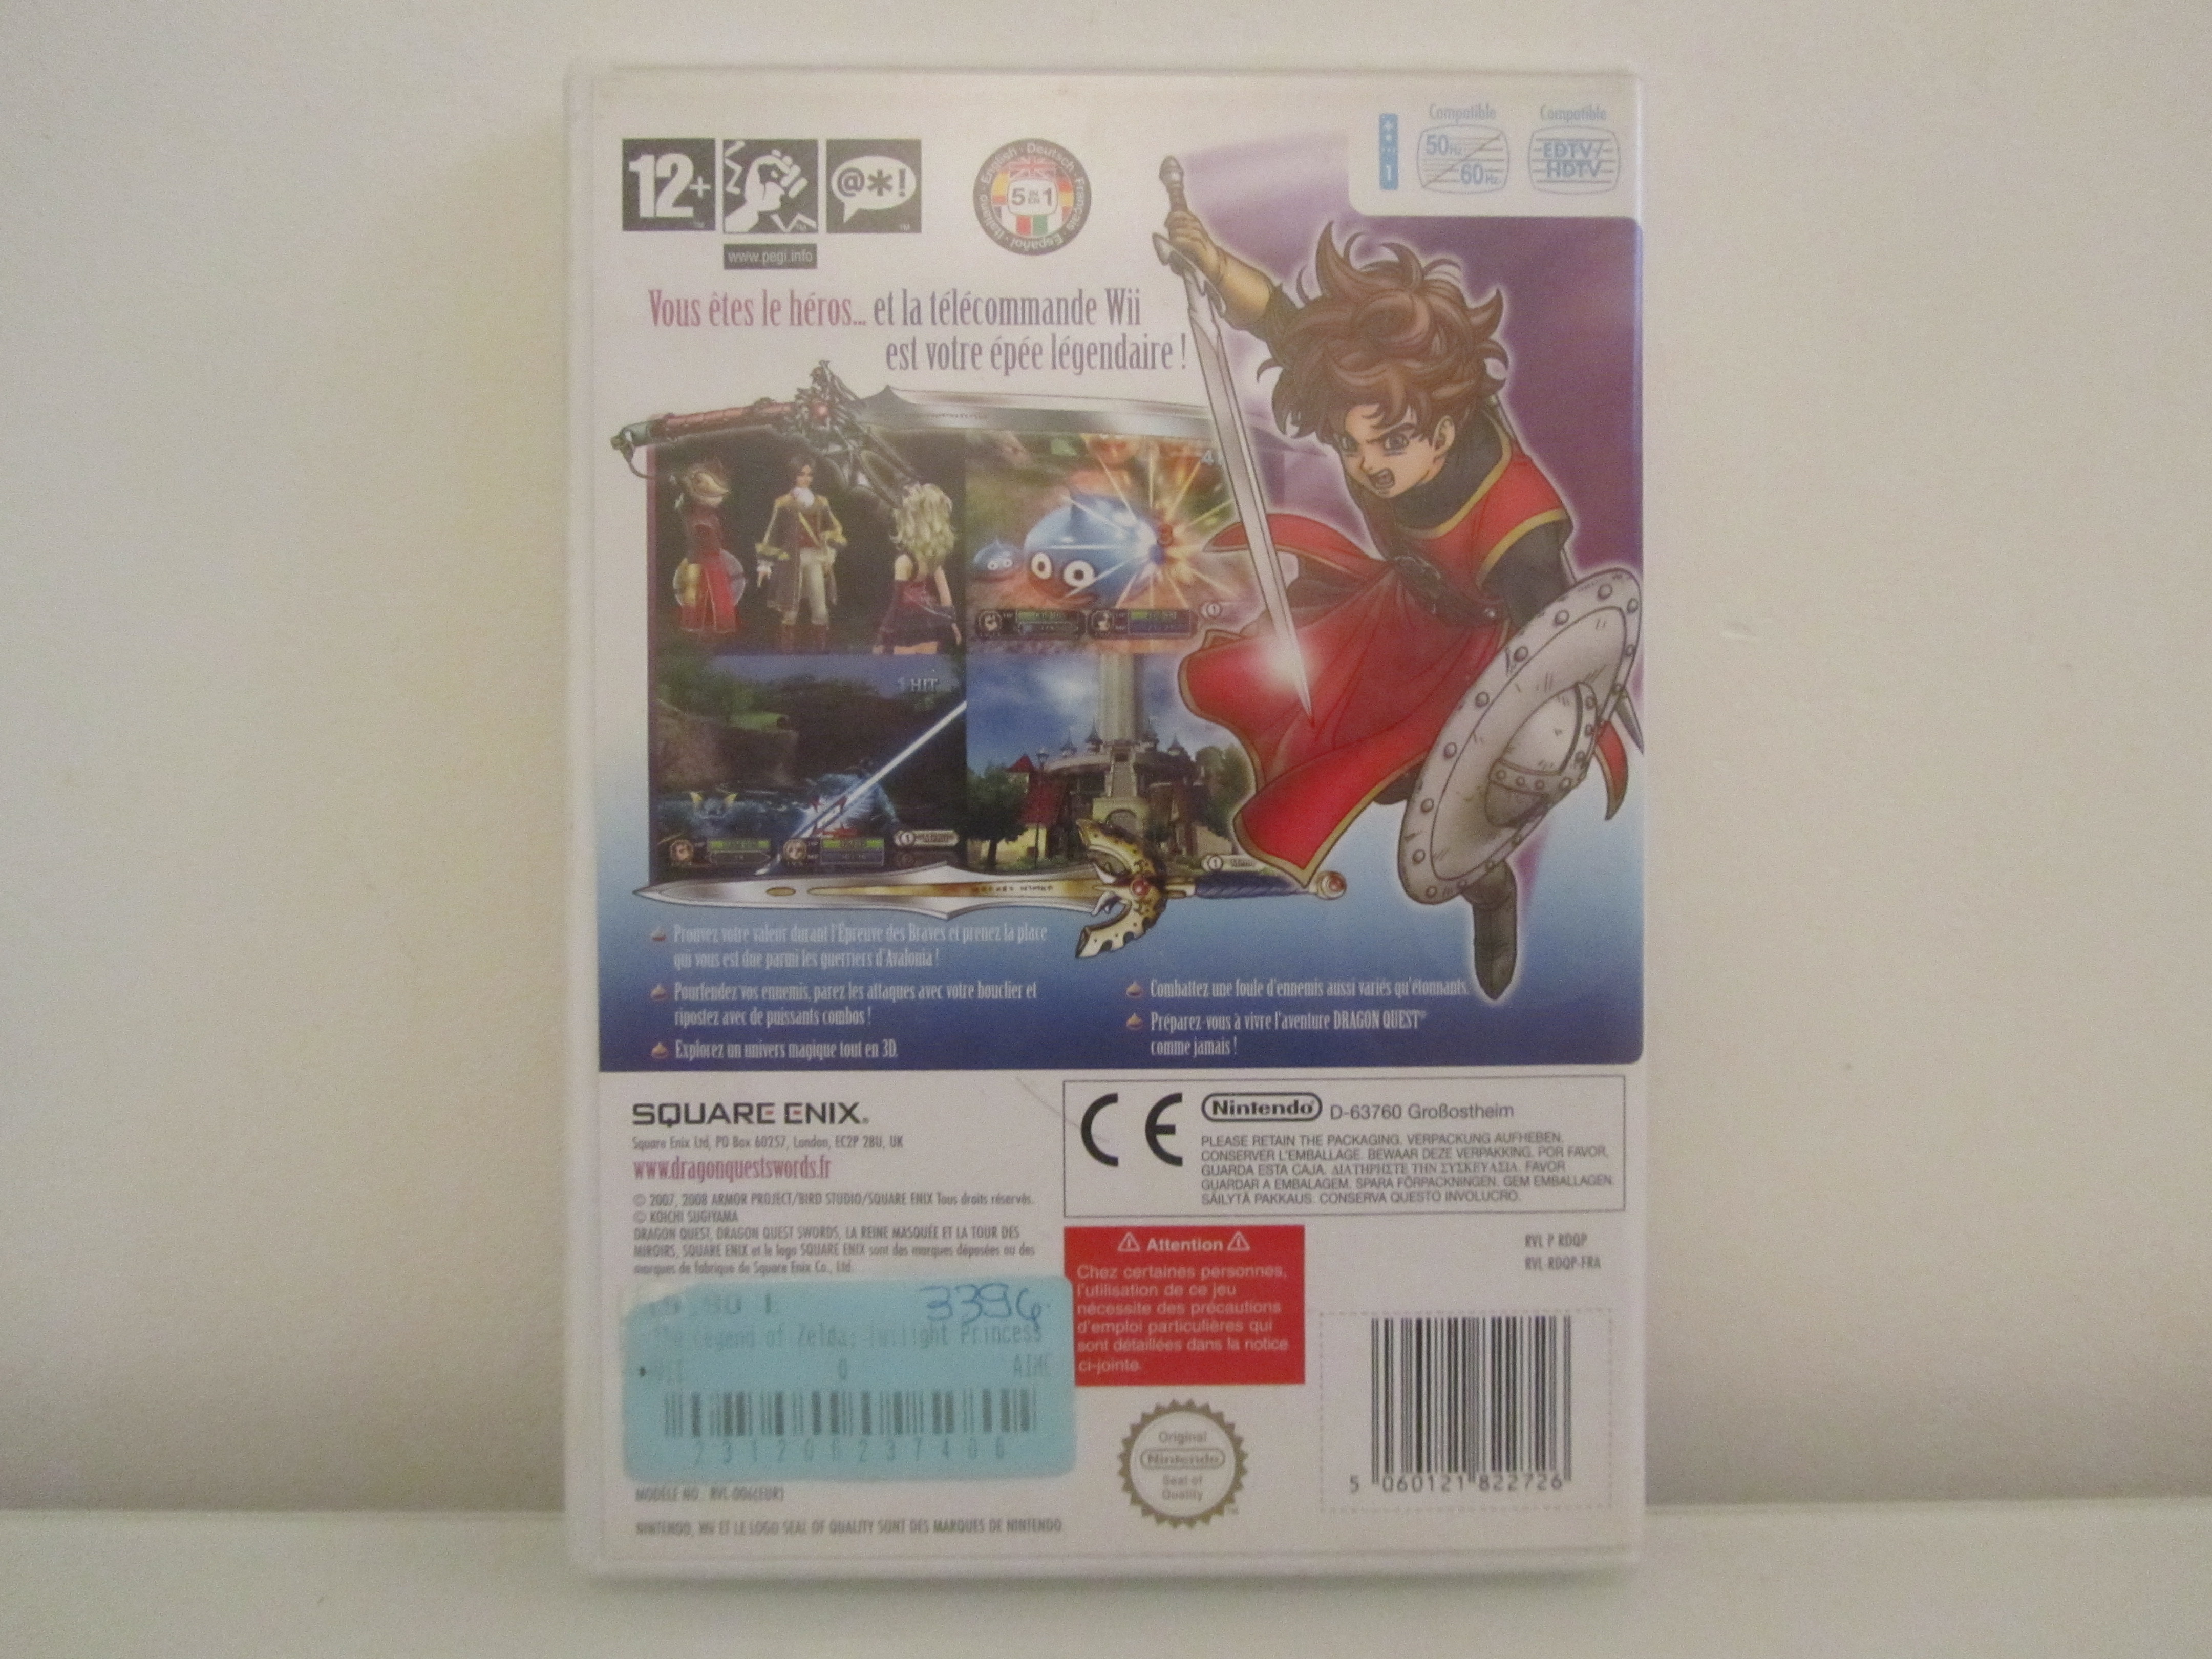 Compatible
50Hz
60Hz
Compatible
EDTV/
HDTV
1
12+
@*!
www.pegi.info
English · Deutsch · Français · Español · Italiano
5 IN EN 1
Vous êtes le héros... et la télécommande Wii
est votre épée légendaire !
1 HIT
Prouvez votre valeur durant l'Épreuve des Braves et prenez la place
qui vous est due parmi les guerriers d'Avalonia !
Pourfendez vos ennemis, parez les attaques avec votre bouclier et
ripostez avec de puissants combos !
Explorez un univers magique tout en 3D.
Combattez une foule d'ennemis aussi variés qu'étonnants.
Préparez-vous à vivre l'aventure DRAGON QUEST®
comme jamais !
SQUARE ENIX.
Square Enix Ltd, PO Box 60257, London, EC2P 2BU, UK
www.dragonquestswords.fr
© 2007, 2008 ARMOR PROJECT/BIRD STUDIO/SQUARE ENIX Tous droits réservés.
© KOICHI SUGIYAMA
DRAGON QUEST, DRAGON QUEST SWORDS, LA REINE MASQUÉE ET LA TOUR DES
MIROIRS, SQUARE ENIX et le logo SQUARE ENIX sont des marques déposées ou des
marques de fabrique de Square Enix Co., Ltd.
CE
Nintendo D-63760 Großostheim
PLEASE RETAIN THE PACKAGING. VERPACKUNG AUFHEBEN.
CONSERVER L'EMBALLAGE. BEWAAR DEZE VERPAKKING. POR FAVOR,
GUARDA ESTA CAJA. ΔΙΑΤΗΡΗΣΤΕ ΤΗΝ ΣΥΣΚΕΥΑΣΙΑ. FAVOR
GUARDAR A EMBALAGEM. SPARA FÖRPACKNINGEN. GEM EMBALLAGEN.
SÄILYTÄ PAKKAUS. CONSERVA QUESTO INVOLUCRO.
Attention
Chez certaines personnes,
l'utilisation de ce jeu
nécessite des précautions
d'emploi particulières qui
sont détaillées dans la notice
ci-jointe.
RVL P RDQP
RVL-RDQP-FRA
The Legend of Zelda: Twilight Princess
0
Original
Nintendo
Seal of
Quality
5 060121 822726
MODÈLE NO : RVL-006(EUR)
NINTENDO, WII ET LE LOGO SEAL OF QUALITY SONT DES MARQUES DE NINTENDO.